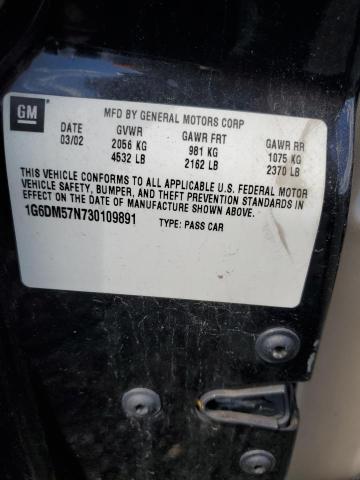 GM
MFD BY GENERAL MOTORS CORP
DATE GVWR GAWR FRT GAWR RR
03/02 2056 KG 981 KG 1075 KG
4532 LB 2162 LB 2370 LB
THIS VEHICLE CONFORMS TO ALL APPLICABLE U.S. FEDERAL MOTOR
VEHICLE SAFETY, BUMPER, AND THEFT PREVENTION STANDARDS IN
EFFECT ON THE DATE OF MANUFACTURE SHOWN ABOVE.
1G6DM57N730109891 TYPE: PASS CAR